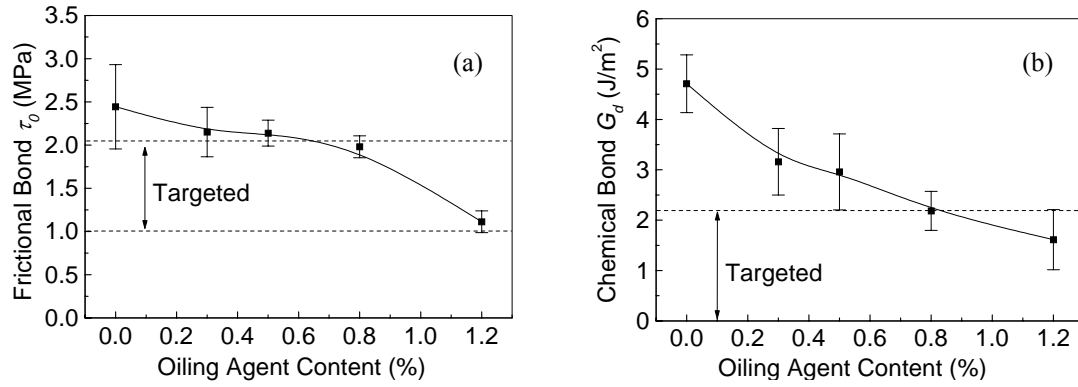 3.5
3.0
2.5
2.0
1.5
1.0
0.5
0.0
Frictional Bond τ0 (MPa)
(a)
Targeted
0.0 0.2 0.4 0.6 0.8 1.0 1.2
Oiling Agent Content (%)
6
5
4
3
2
1
0
Chemical Bond Gd (J/m²)
(b)
Targeted
0.0 0.2 0.4 0.6 0.8 1.0 1.2
Oiling Agent Content (%)